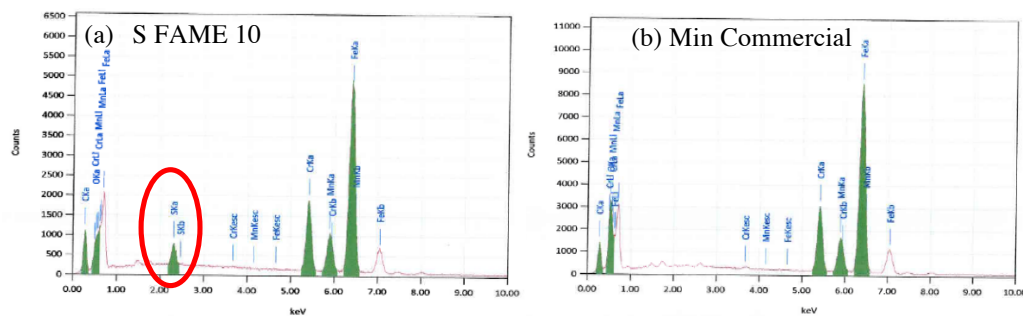 (a) S FAME 10
6500
6000
5500
5000
4500
4000
3500
3000
2500
2000
1500
1000
500
0
Counts
CKa
OKa
CrLl
CrLa
MnLl
MnLa
FeLl
FeLa
SKa
SKb
CrKesc
MnKesc
FeKesc
CrKa
CrKb
MnKa
MnKb
FeKa
FeKb
0.00 1.00 2.00 3.00 4.00 5.00 6.00 7.00 8.00 9.00 10.00
keV
(b) Min Commercial
11000
10000
9000
8000
7000
6000
5000
4000
3000
2000
1000
0
Counts
CKa
CrLl
MnLl
MnLa
FeLa
CrKesc
MnKesc
FeKesc
CrKa
CrKb
MnKa
MnKb
FeKa
FeKb
0.00 1.00 2.00 3.00 4.00 5.00 6.00 7.00 8.00 9.00 10.0
keV